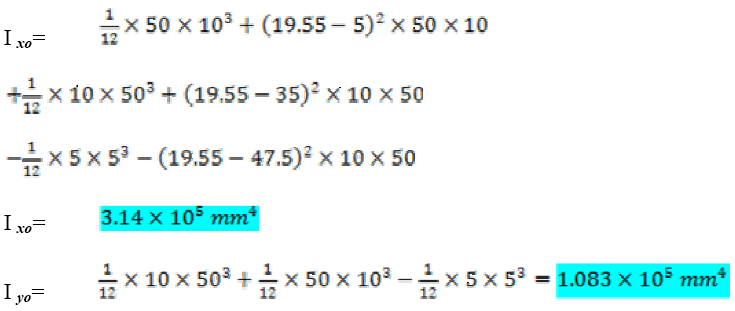 I xo= 1/12 × 50 × 10³ + (19.55 − 5)² × 50 × 10
+1/12 × 10 × 50³ + (19.55 − 35)² × 10 × 50
−1/12 × 5 × 5³ − (19.55 − 47.5)² × 10 × 50
I xo= 3.14 × 10⁵ mm⁴
I yo= 1/12 × 10 × 50³ + 1/12 × 50 × 10³ − 1/12 × 5 × 5³ = 1.083 × 10⁵ mm⁴